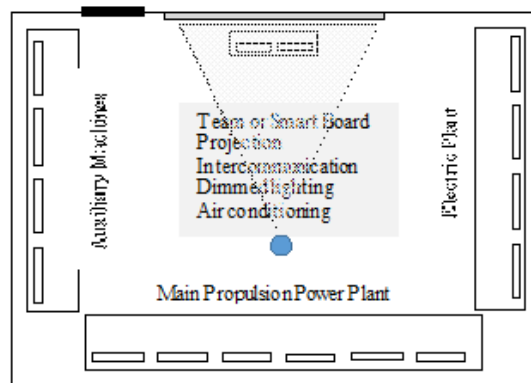 Auxiliary Machines
Team or Smart Board
Projection
Intercommunication
Dimmed lighting
Air conditioning
Electric Plant
Main Propulsion Power Plant